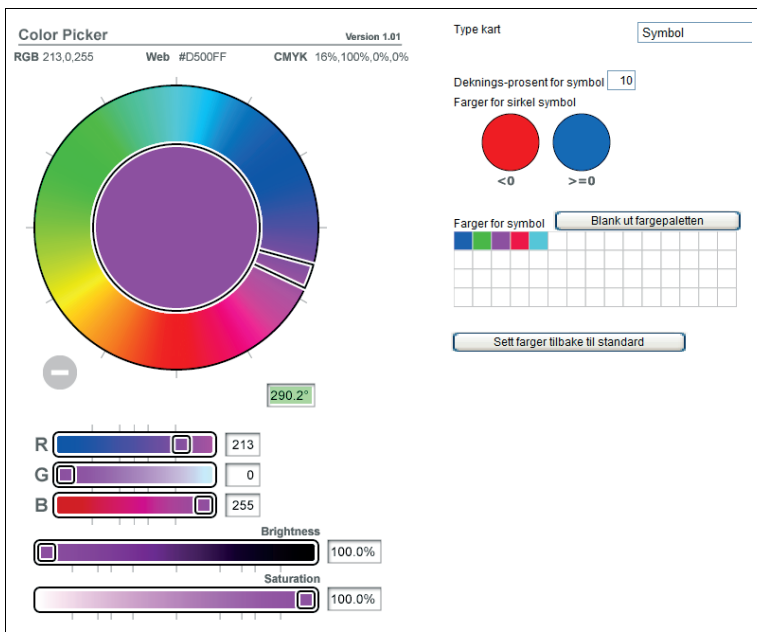 Color Picker
Version 1.01
RGB 213,0,255 Web #D500FF CMYK 16%,100%,0%,0%
290.2°
R 213
G 0
B 255
Brightness
100.0%
Saturation
100.0%
Type kart Symbol
Deknings-prosent for symbol 10
Farger for sirkel symbol
<0 >=0
Farger for symbol Blank ut fargepaletten
Sett farger tilbake til standard